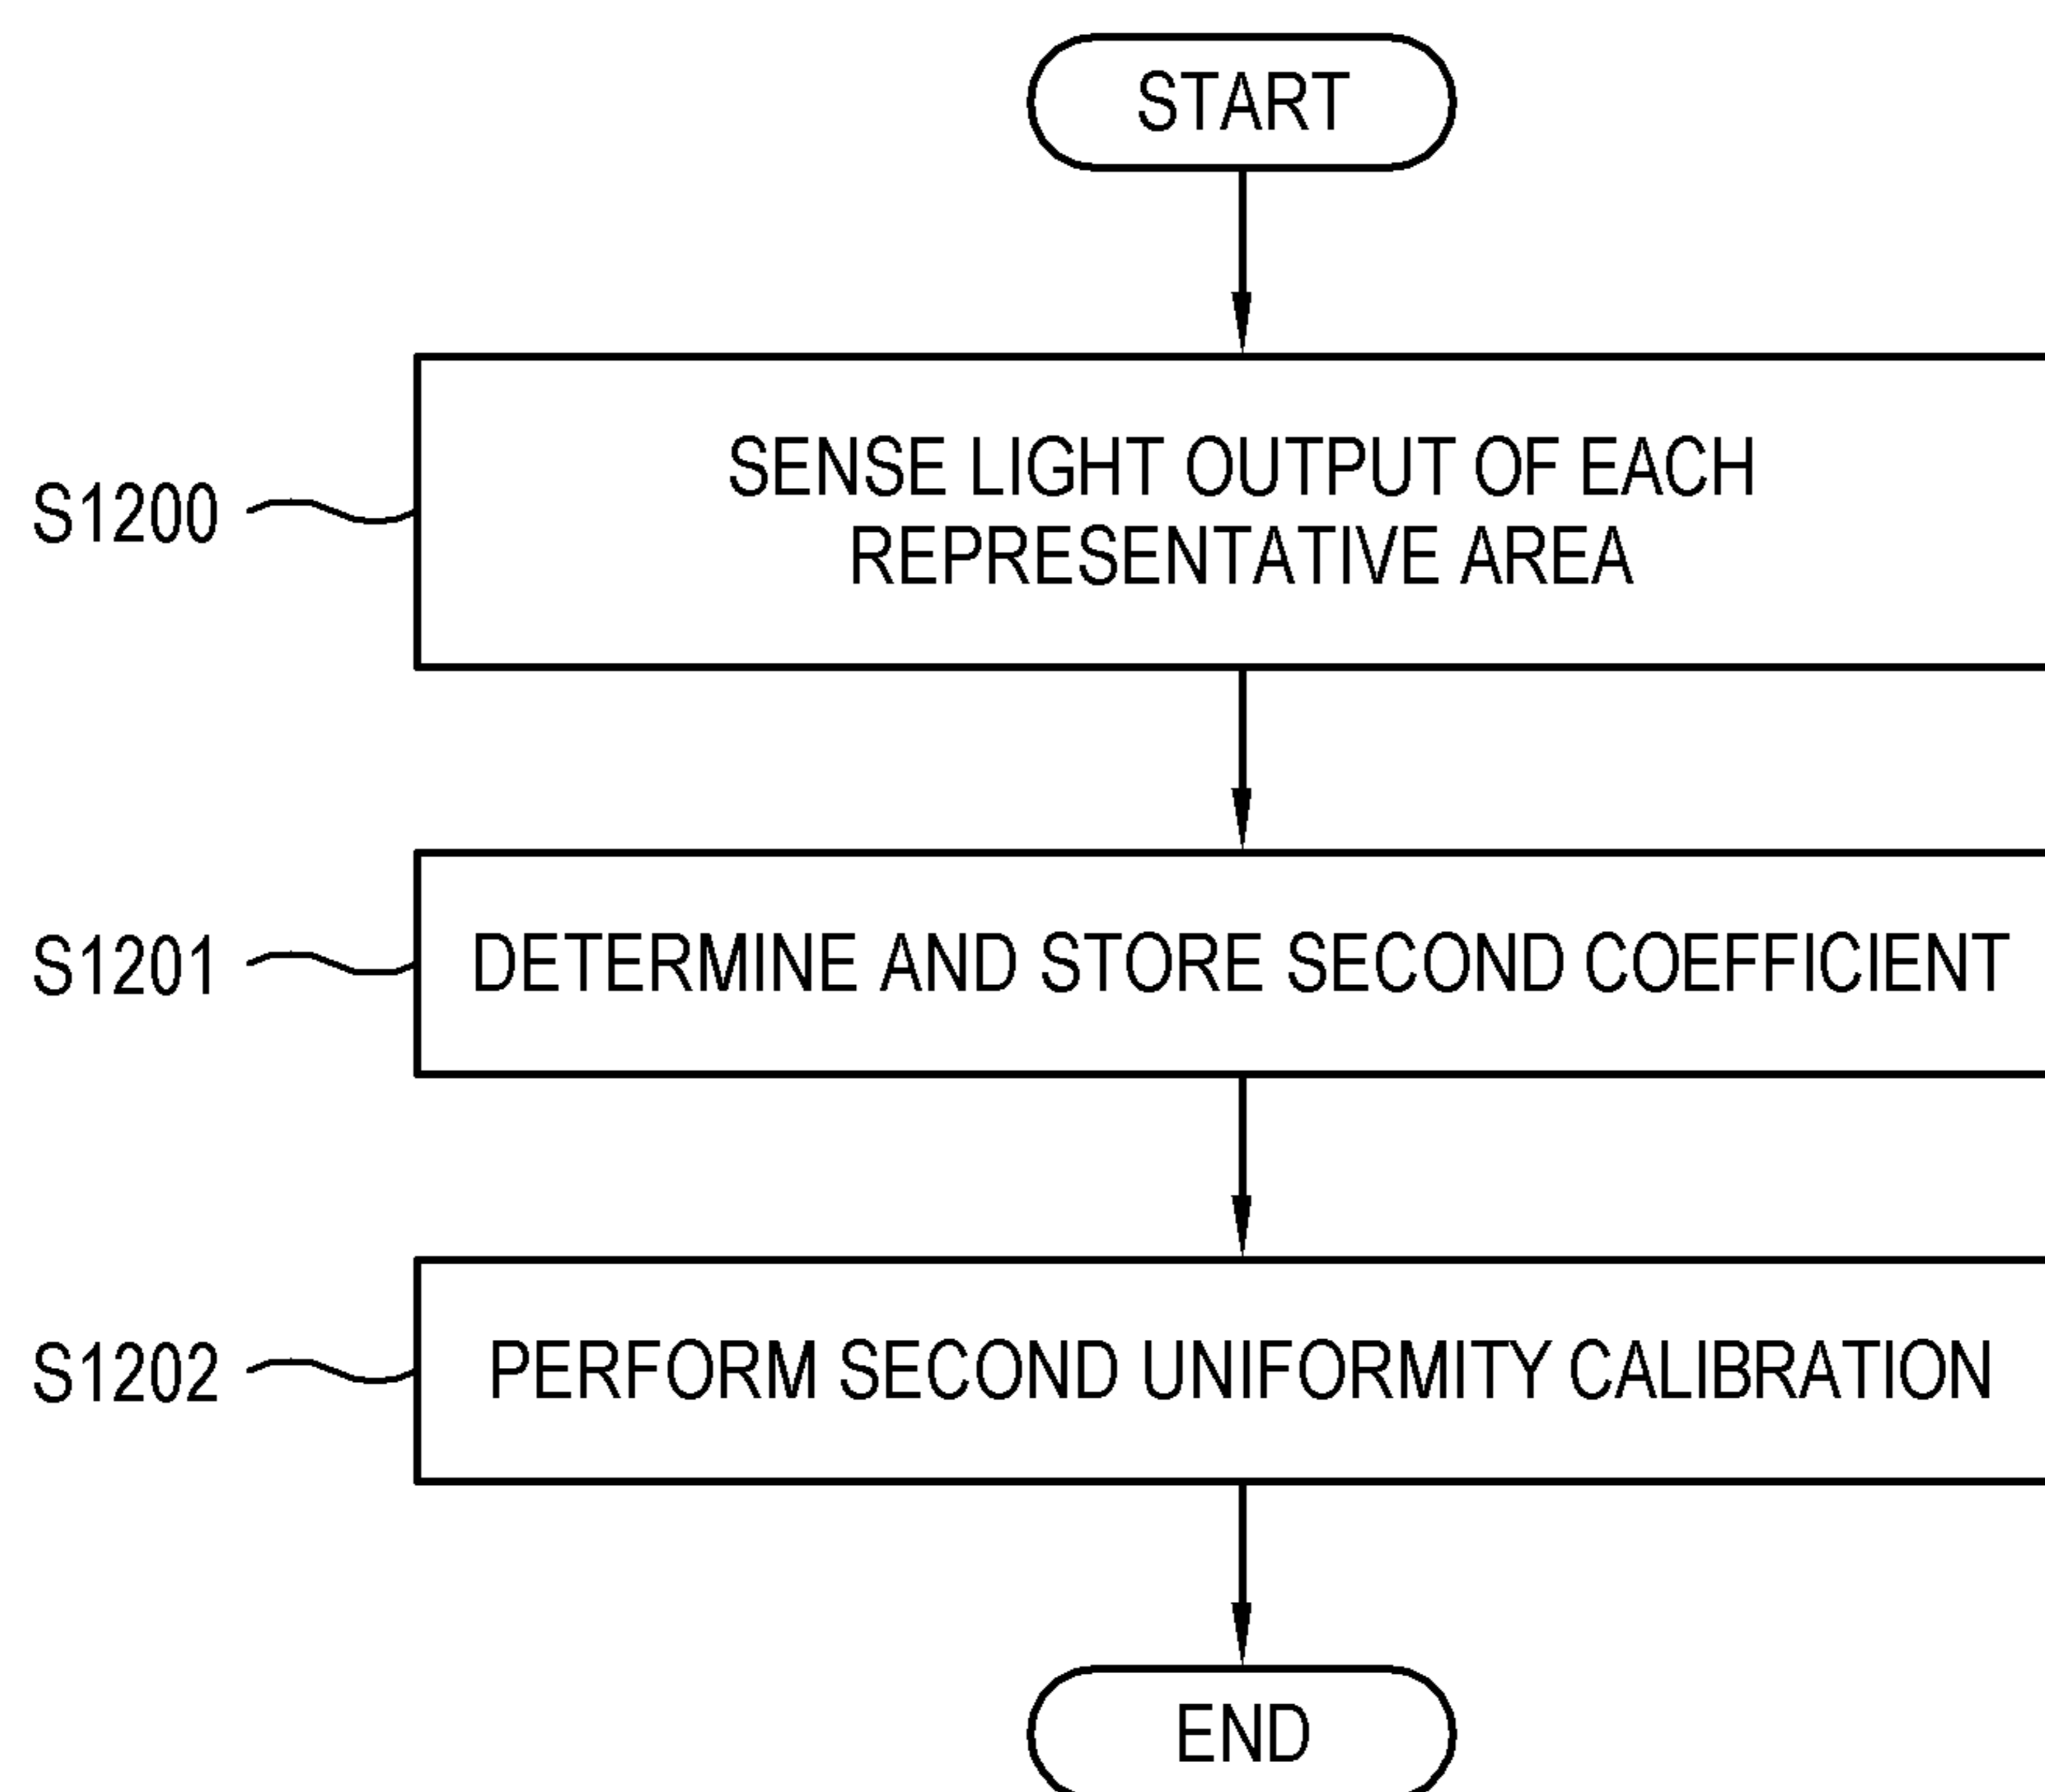 START
S1200
SENSE LIGHT OUTPUT OF EACH
REPRESENTATIVE AREA
S1201
DETERMINE AND STORE SECOND COEFFICIENT
S1202
PERFORM SECOND UNIFORMITY CALIBRATION
END